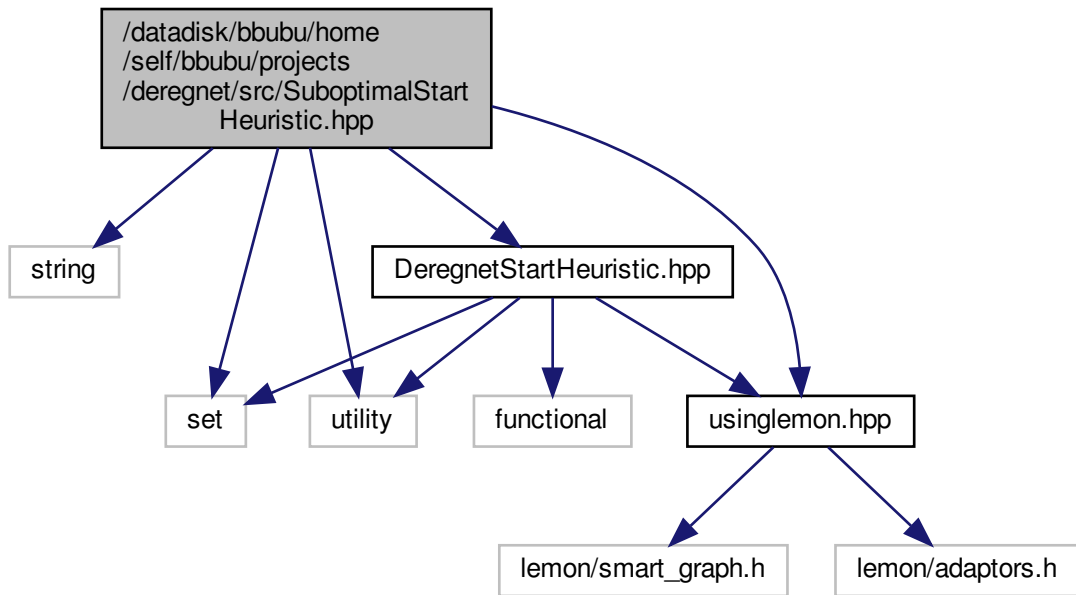 /datadisk/bbubu/home
/self/bbubu/projects
/deregnet/src/SuboptimalStart
Heuristic.hpp
string
DeregnetStartHeuristic.hpp
set
utility
functional
usinglemon.hpp
lemon/smart_graph.h
lemon/adaptors.h